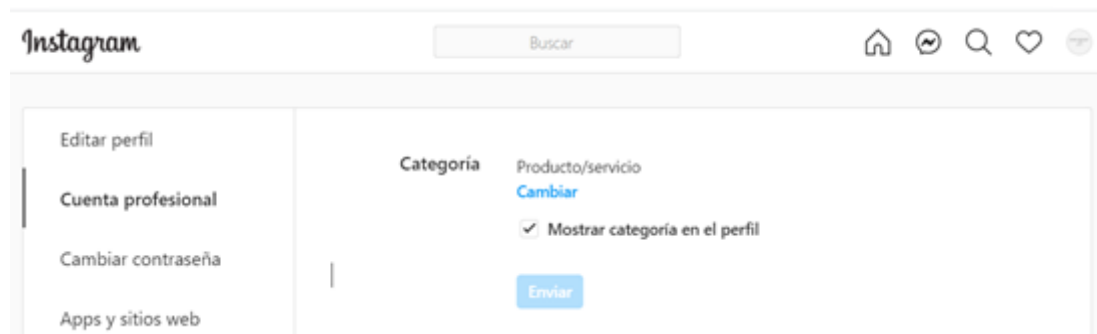 Instagram
Buscar
Editar perfil
Cuenta profesional
Cambiar contraseña
Apps y sitios web
Categoría
Producto/servicio
Cambiar
Mostrar categoría en el perfil
Enviar